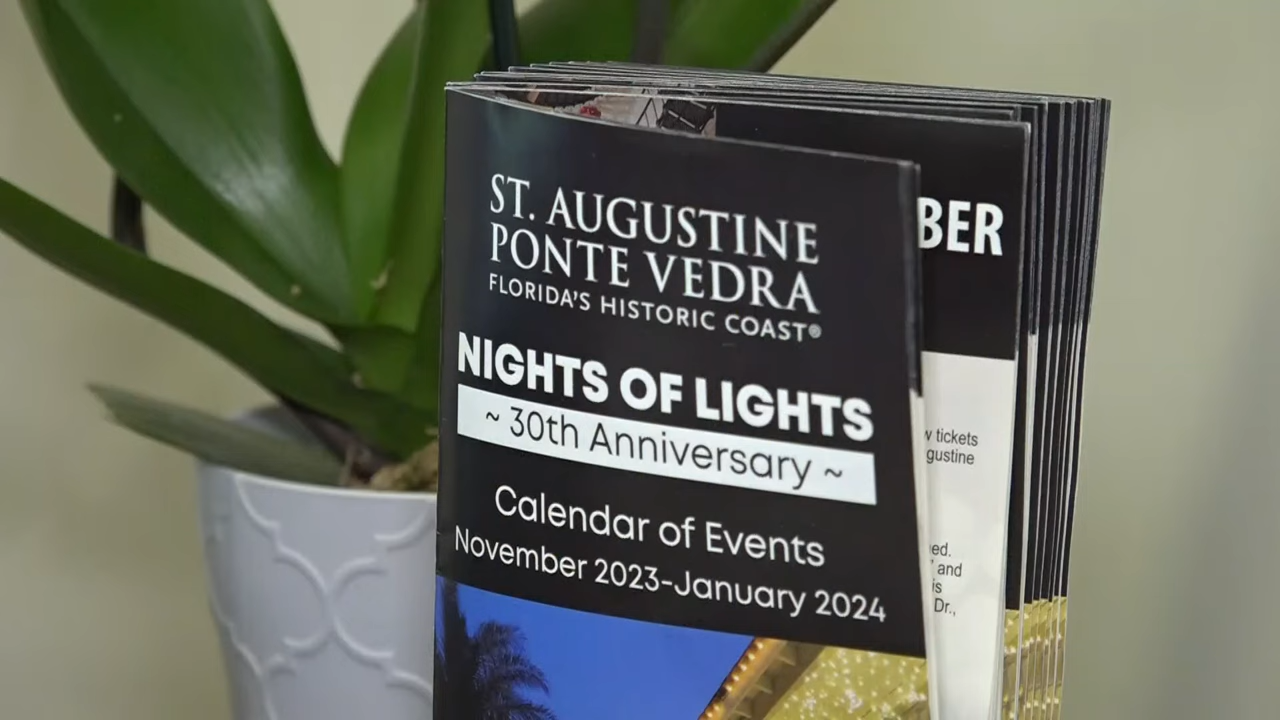 ST. AUGUSTINE
PONTE VEDRA
FLORIDA'S HISTORIC COAST®
NIGHTS OF LIGHTS
~ 30th Anniversary ~
Calendar of Events
November 2023-January 2024
BER
tickets
gustine
ed.
and
is
Dr.,